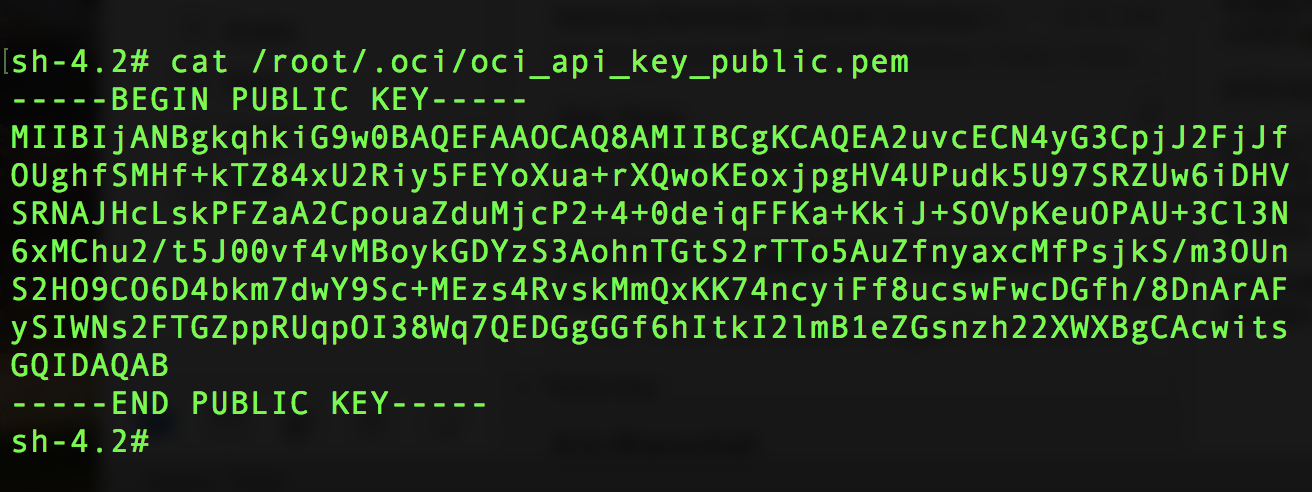 [sh-4.2# cat /root/.oci/oci_api_key_public.pem
-----BEGIN PUBLIC KEY-----
MIIBIjANBgkqhkiG9w0BAQEFAAOCAQ8AMIIBCgKCAQEA2uvcECN4yG3CpjJ2FjJf
OUghfSMHf+kTZ84xU2Riy5FEYoXua+rXQwoKEoxjpgHV4UPudk5U97SRZUw6iDHV
SRNAJHcLskPFZaA2CpouaZduMjcP2+4+0deiqFFKa+KkiJ+SOVpKeuOPAU+3Cl3N
6xMChu2/t5J00vf4vMBoykGDYzS3AohnTGtS2rTTo5AuZfnyaxcMfPsjkS/m3OUn
S2HO9CO6D4bkm7dwY9Sc+MEzs4RvskMmQxKK74ncyiFf8ucswFwcDGfh/8DnArAF
ySIWNs2FTGZppRUqpOI38Wq7QEDGgGGf6hItkI2lmB1eZGsnzh22XWXBgCAcwits
GQIDAQAB
-----END PUBLIC KEY-----
sh-4.2#